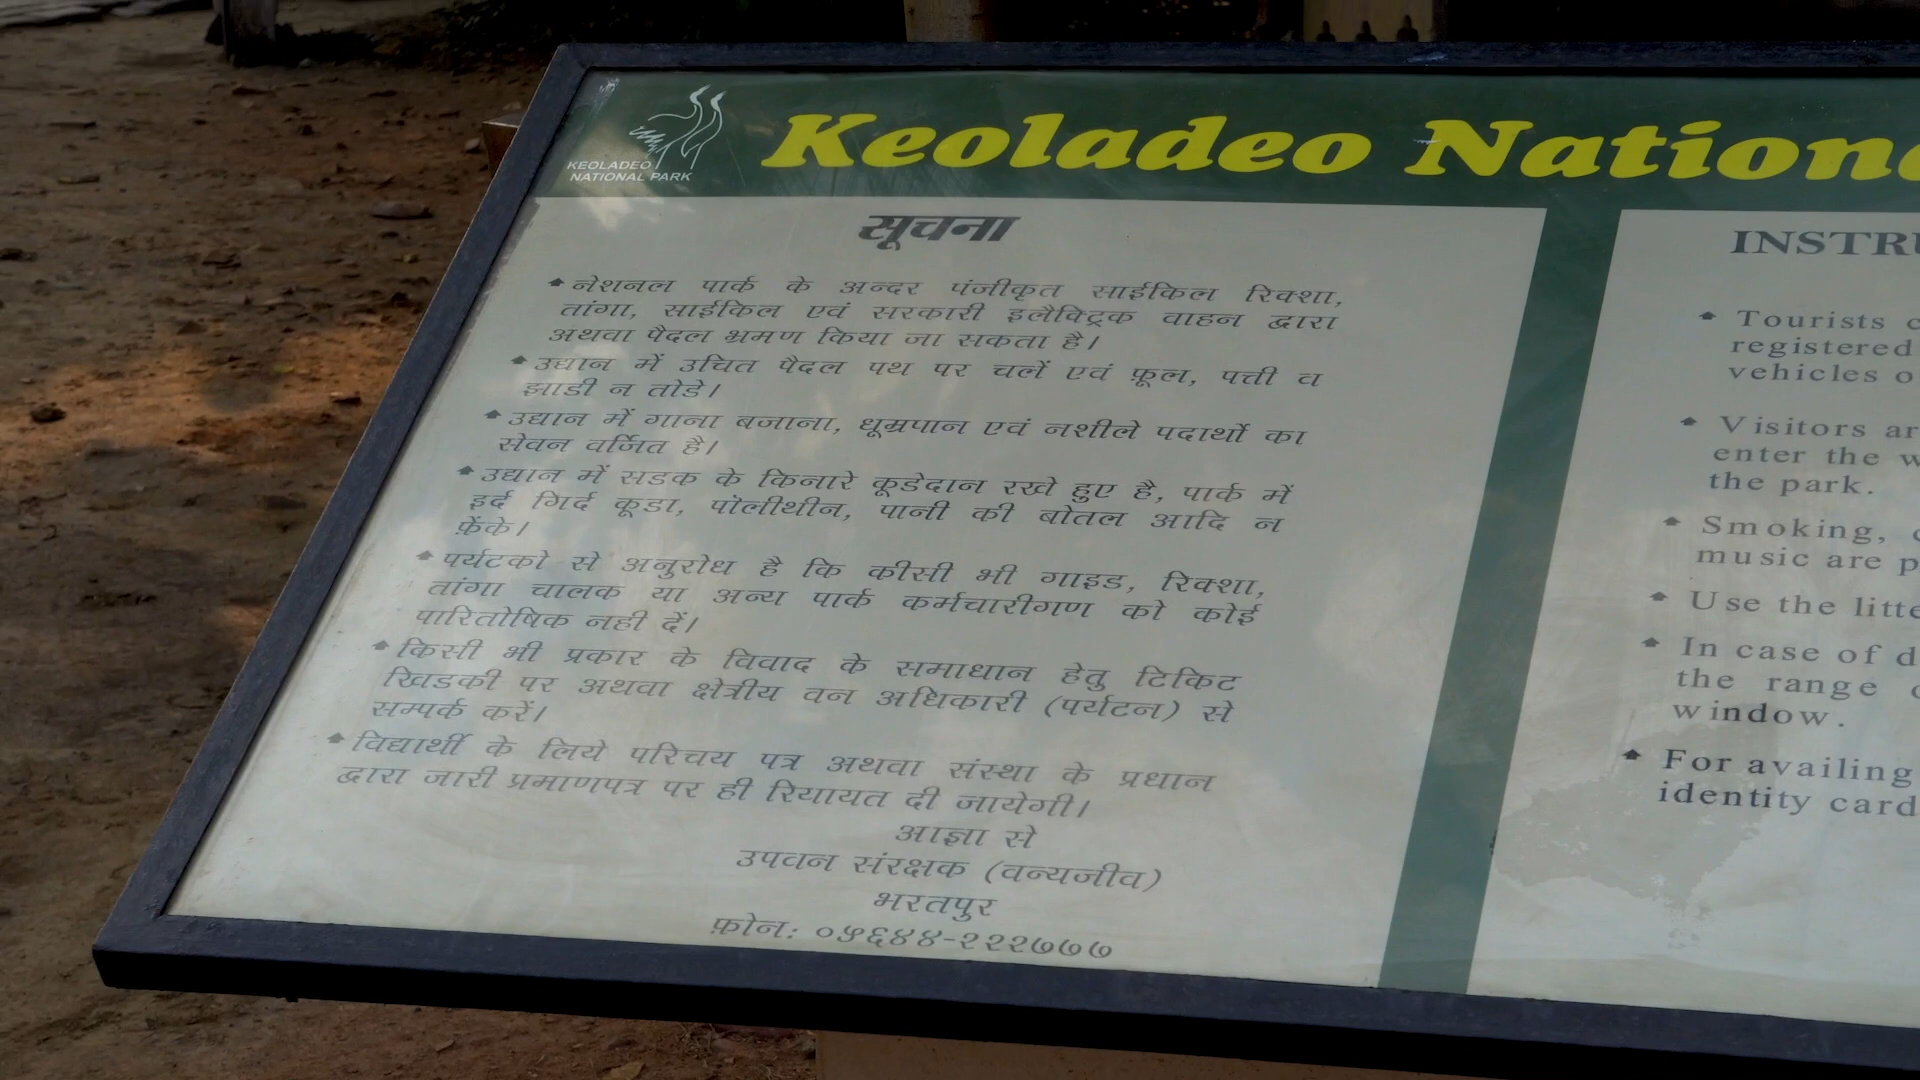 KEOLADEO
NATIONAL PARK
Keoladeo
सूचना
नेशनल पार्क के अन्दर पंजीकृत साईकिल रिक्शा,
तांगा, साईकिल एवं सरकारी इलैक्ट्रिक वाहन द्वारा
अथवा पैदल भ्रमण किया जा सकता है।
उद्यान में उचित पैदल पथ पर चलें एवं फ़ूल, पत्ती व
झाडी न तोडे।
उद्यान में गाना बजाना, धूम्रपान एवं नशीले पदार्थो का
सेवन वर्जित है।
उद्यान में सडक के किनारे कूडेदान रखे हुए है, पार्क में
इर्द गिर्द कूडा, पॊलीथीन, पानी की बोतल आदि न
फ़ेंके।
पर्यटको से अनुरोध है कि कीसी भी गाइड, रिक्शा,
तांगा चालक या अन्य पार्क कर्मचारीगण को कोई
पारितोषिक नही दें।
किसी भी प्रकार के विवाद के समाधान हेतु टिकिट
खिडकी पर अथवा क्षेत्रीय वन अधिकारी (पर्यटन) से
सम्पर्क करें।
विद्यार्थी के लिये परिचय पत्र अथवा संस्था के प्रधान
द्वारा जारी प्रमाणपत्र पर ही रियायत दी जायेगी।
आज्ञा से
उपवन संरक्षक (वन्यजीव)
भरतपुर
फ़ोन: ०५६४४-२२२७७७
Tourists
registered
vehicles
Visitors
enter the
the park.
Smoking,
music are
Use the
In case of
the range
window.
For availing
identity card